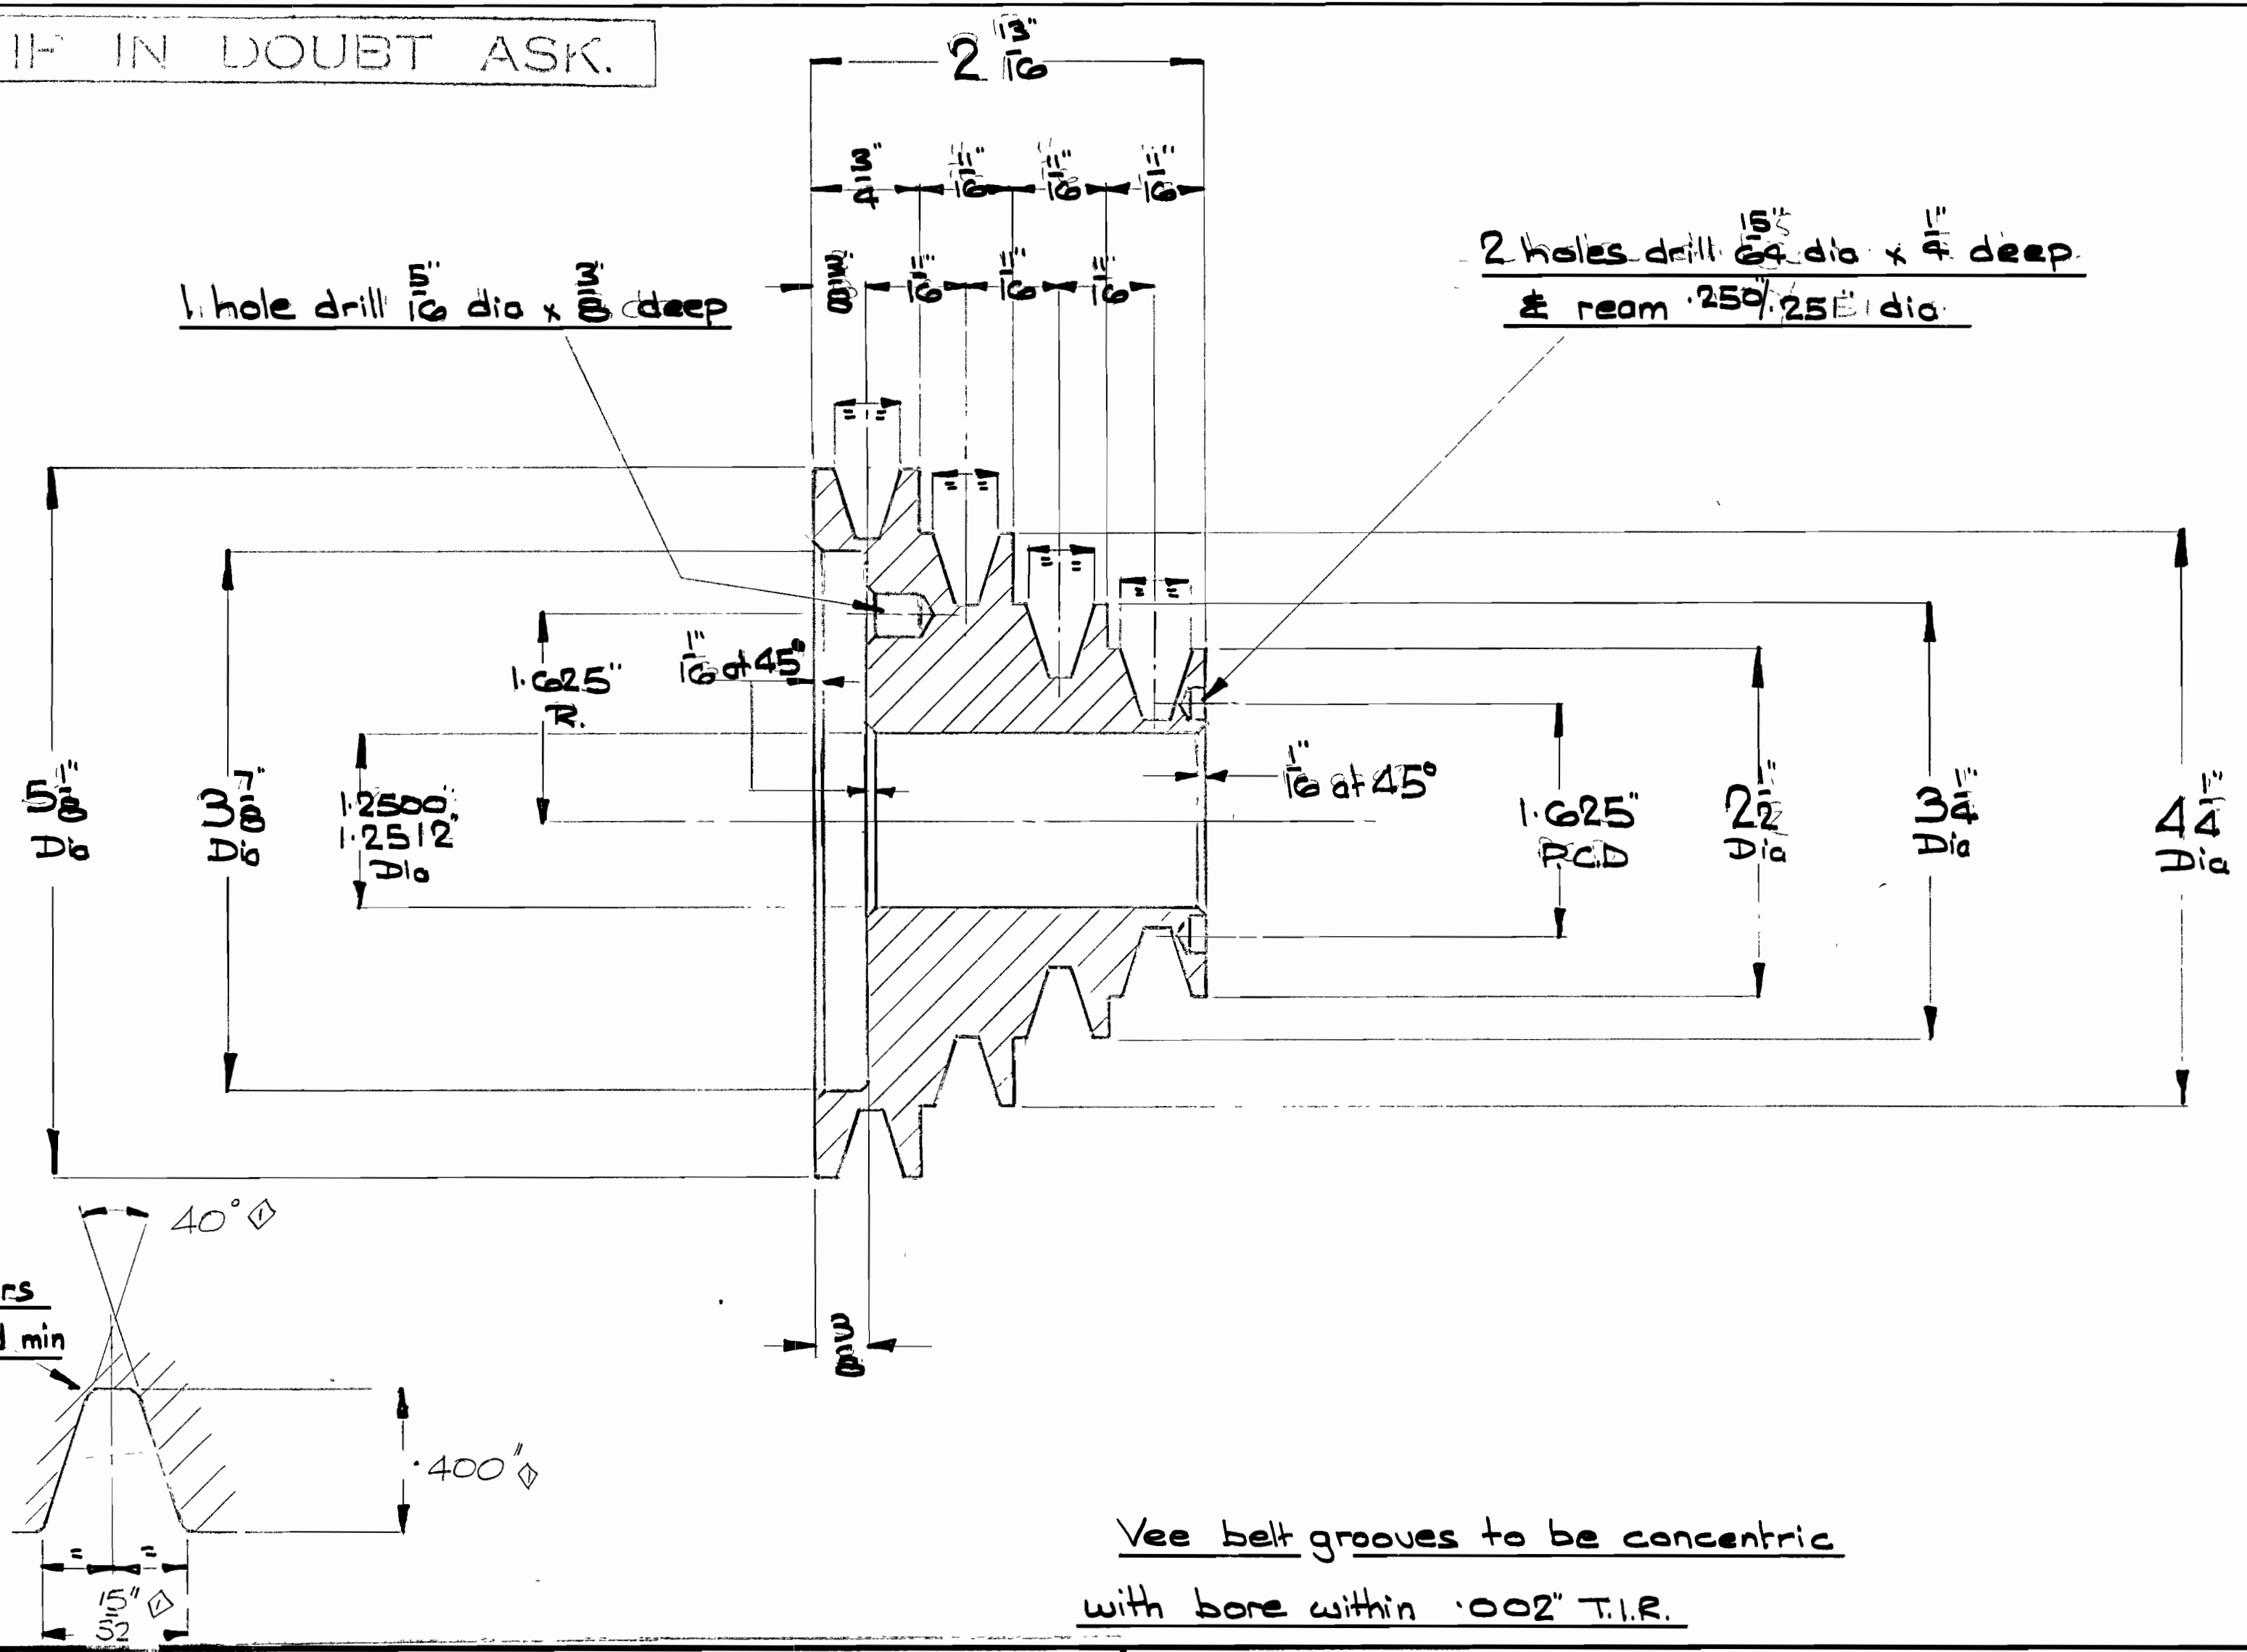 IF IN DOUBT ASK.
2 13/16"
3/4" 11/16" 11/16" 11/16"
3/8" 11/16" 11/16" 11/16"
1 hole drill 5/16" dia x 3/8" deep
2 holes drill 15/64" dia x 1/4" deep
& ream .250"/.251" dia
= =
= =
= =
= =
1.625"
R.
1/16" at 45°
1/16" at 45°
5 1/8"
Dia
3 7/8"
Dia
1.2500"
1.2512"
Dia
1.625"
P.C.D
2 1/2"
Dia
3 1/4"
Dia
4 1/4"
Dia
3/8
40° 1
min
.400" 1
= =
15/32" 1
Vee belt grooves to be concentric
with bore within .002" T.I.R.